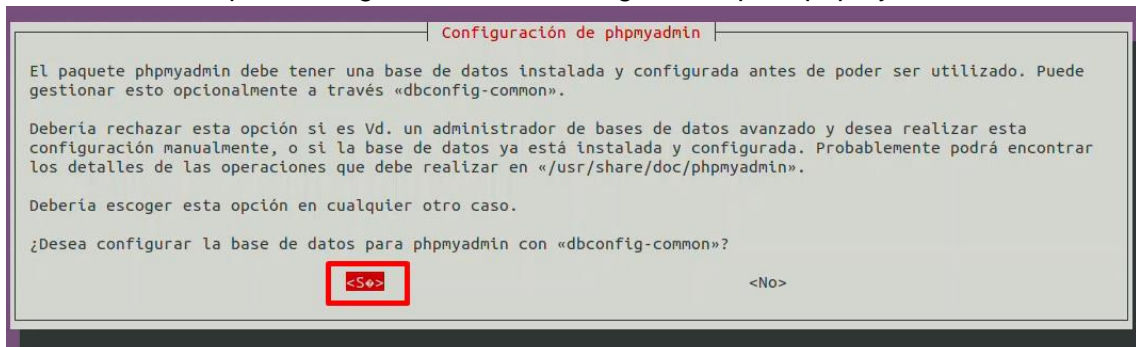 Configuración de phpmyadmin
El paquete phpmyadmin debe tener una base de datos instalada y configurada antes de poder ser utilizado. Puede
gestionar esto opcionalmente a través «dbconfig-common».
Debería rechazar esta opción si es Vd. un administrador de bases de datos avanzado y desea realizar esta
configuración manualmente, o si la base de datos ya está instalada y configurada. Probablemente podrá encontrar
los detalles de las operaciones que debe realizar en «/usr/share/doc/phpmyadmin».
Debería escoger esta opción en cualquier otro caso.
¿Desea configurar la base de datos para phpmyadmin con «dbconfig-common»?
<S�> <No>